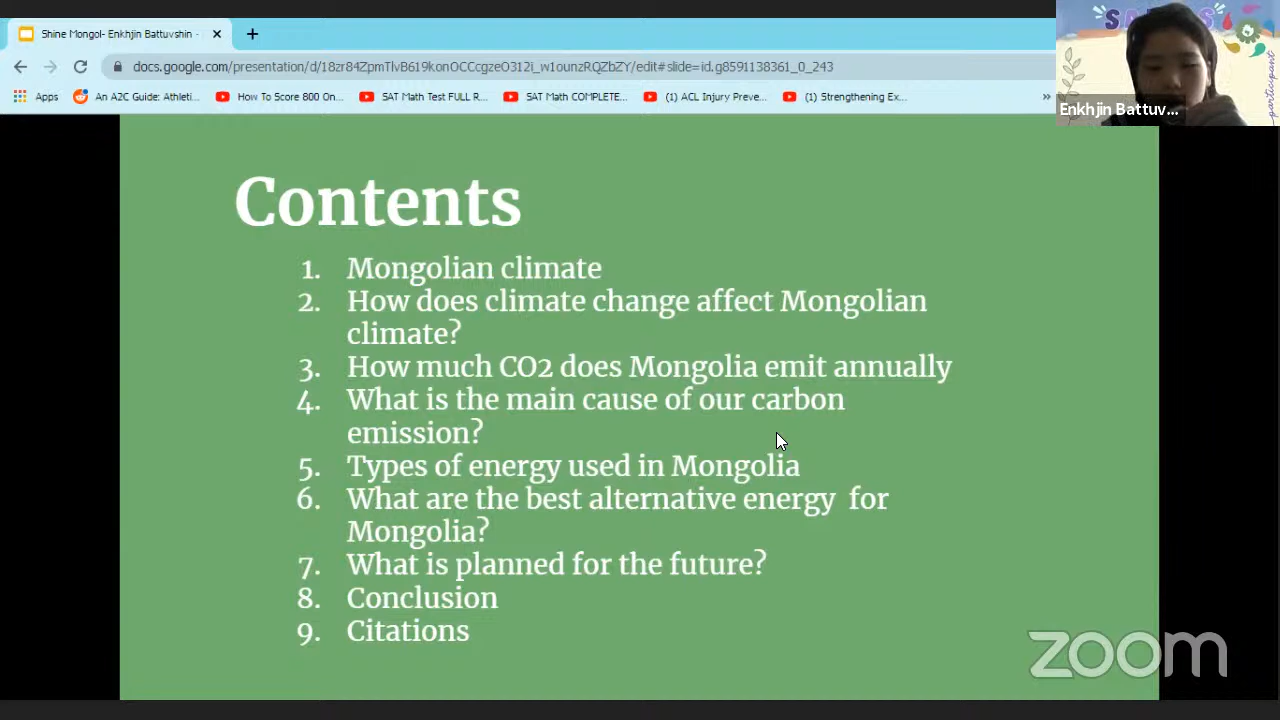 Shine Mongol- Enkhjin Battuvshin -
docs.google.com/presentation/d/18zr84ZpmTlvB619konOCCcgzeO312i_w1ounzRQZbZY/edit#slide=id.g8591138361_0_243
Apps An A2C Guide: Athleti... How To Score 800 On... SAT Math Test FULL R... SAT Math COMPLETE... (1) ACL Injury Preve... (1) Strengthening Ex... »
participant
Enkhjin Battuv...
Contents
1. Mongolian climate
2. How does climate change affect Mongolian
climate?
3. How much CO2 does Mongolia emit annually
4. What is the main cause of our carbon
emission?
5. Types of energy used in Mongolia
6. What are the best alternative energy for
Mongolia?
7. What is planned for the future?
8. Conclusion
9. Citations
zoom